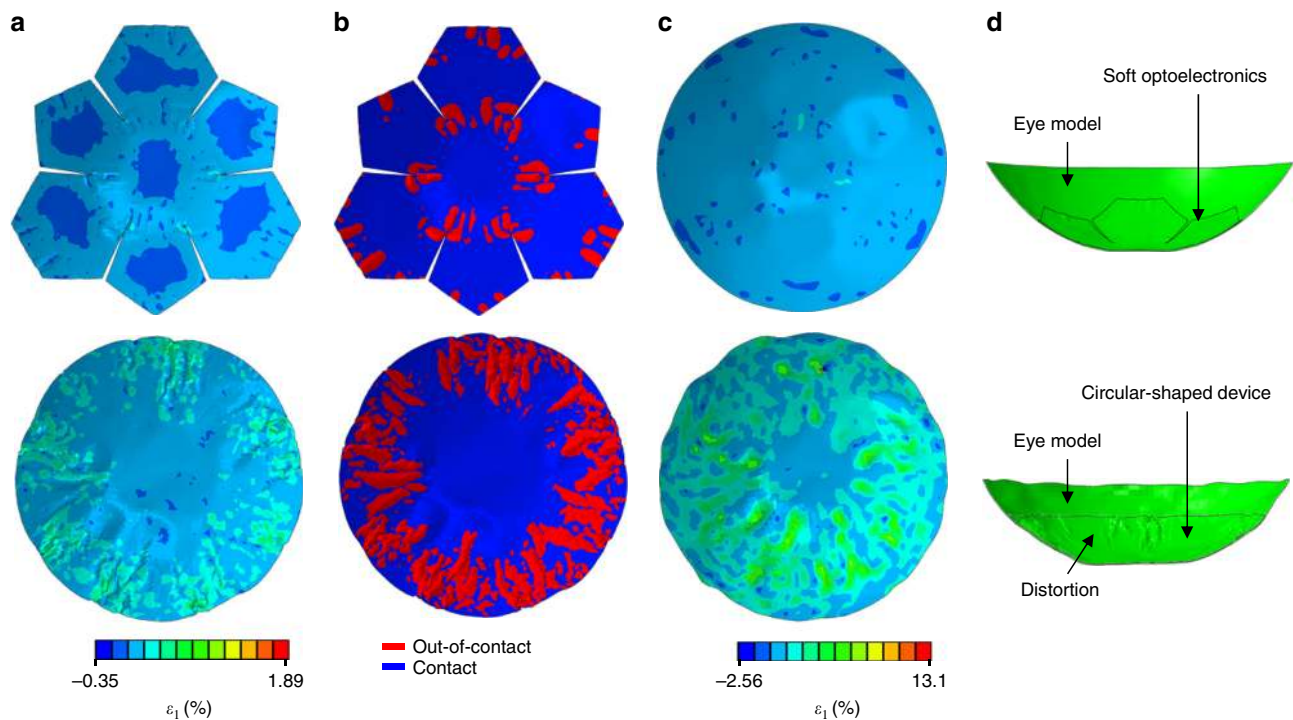 a
b
c
d
Soft optoelectronics
Eye model
Circular-shaped device
Eye model
Distortion
Out-of-contact
Contact
−0.35
1.89
ε1 (%)
−2.56
13.1
ε1 (%)